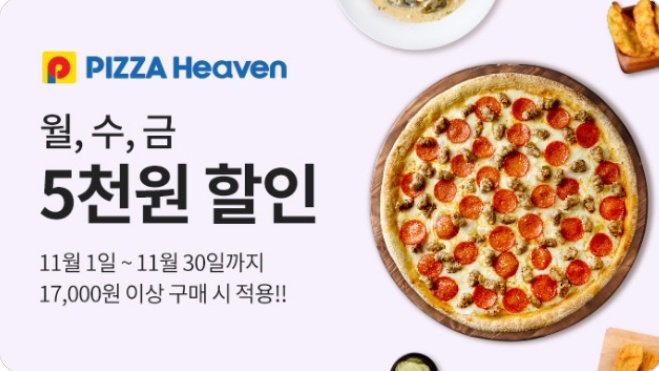 PIZZA Heaven
월, 수, 금
5천원 할인
11월 1일 ~ 11월 30일까지
17,000원 이상 구매 시 적용!!